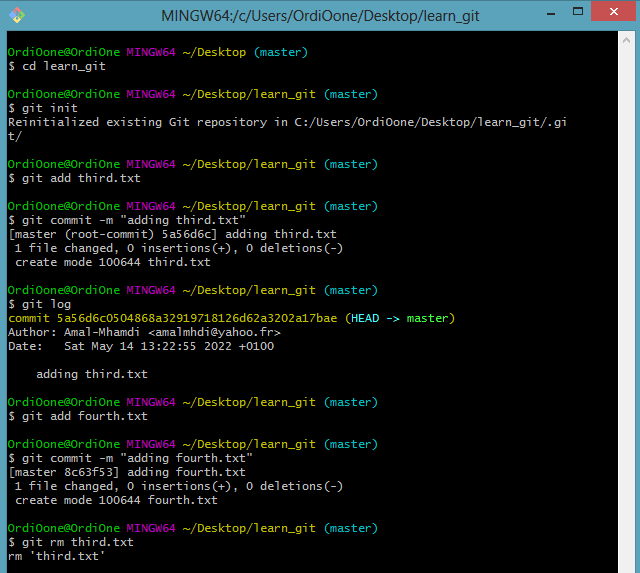 MINGW64:/c/Users/OrdiOone/Desktop/learn_git
OrdiOone@OrdiOne MINGW64 ~/Desktop (master)
$ cd learn_git
OrdiOone@OrdiOne MINGW64 ~/Desktop/learn_git (master)
$ git init
Reinitialized existing Git repository in C:/Users/OrdiOone/Desktop/learn_git/.gi
t/
OrdiOone@OrdiOne MINGW64 ~/Desktop/learn_git (master)
$ git add third.txt
OrdiOone@OrdiOne MINGW64 ~/Desktop/learn_git (master)
$ git commit -m "adding third.txt"
[master (root-commit) 5a56d6c] adding third.txt
 1 file changed, 0 insertions(+), 0 deletions(-)
 create mode 100644 third.txt
OrdiOone@OrdiOne MINGW64 ~/Desktop/learn_git (master)
$ git log
commit 5a56d6c0504868a32919718126d62a3202a17bae (HEAD -> master)
Author: Amal-Mhamdi <amalmhdi@yahoo.fr>
Date:   Sat May 14 13:22:55 2022 +0100
    adding third.txt
OrdiOone@OrdiOne MINGW64 ~/Desktop/learn_git (master)
$ git add fourth.txt
OrdiOone@OrdiOne MINGW64 ~/Desktop/learn_git (master)
$ git commit -m "adding fourth.txt"
[master 8c63f53] adding fourth.txt
 1 file changed, 0 insertions(+), 0 deletions(-)
 create mode 100644 fourth.txt
OrdiOone@OrdiOne MINGW64 ~/Desktop/learn_git (master)
$ git rm third.txt
rm 'third.txt'